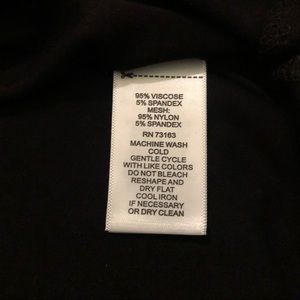 95% VISCOSE
5% SPANDEX
MESH:
95% NYLON
5% SPANDEX
RN 73163
MACHINE WASH
COLD
GENTLE CYCLE
WITH LIKE COLORS
DO NOT BLEACH
RESHAPE AND
DRY FLAT
COOL IRON
IF NECESSARY
OR DRY CLEAN